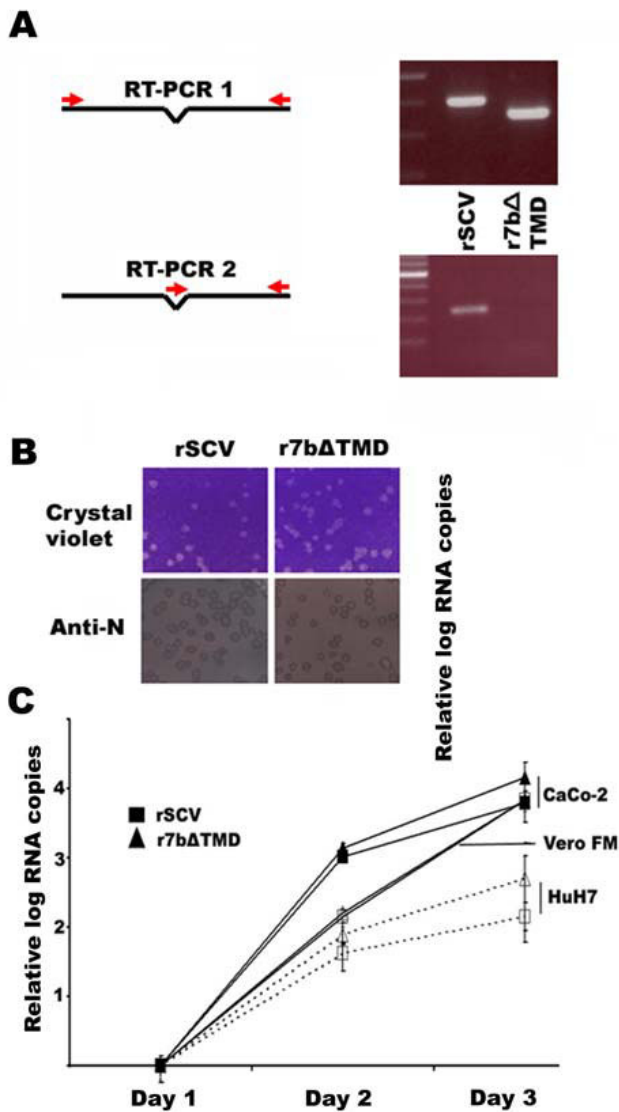 A
RT-PCR 1
rSCV
r7bΔ
TMD
RT-PCR 2
B
rSCV
r7bΔTMD
Crystal
violet
Anti-N
Relative log RNA copies
C
Relative log RNA copies
4
3
2
1
rSCV
r7bΔTMD
CaCo-2
Vero FM
HuH7
Day 1
Day 2
Day 3